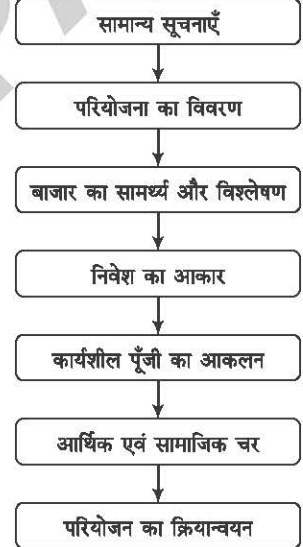 सामान्य सूचनाएँ
परियोजना का विवरण
बाजार का सामर्थ्य और विश्लेषण
निवेश का आकार
कार्यशील पूँजी का आकलन
आर्थिक एवं सामाजिक चर
परियोजन का क्रियान्वयन